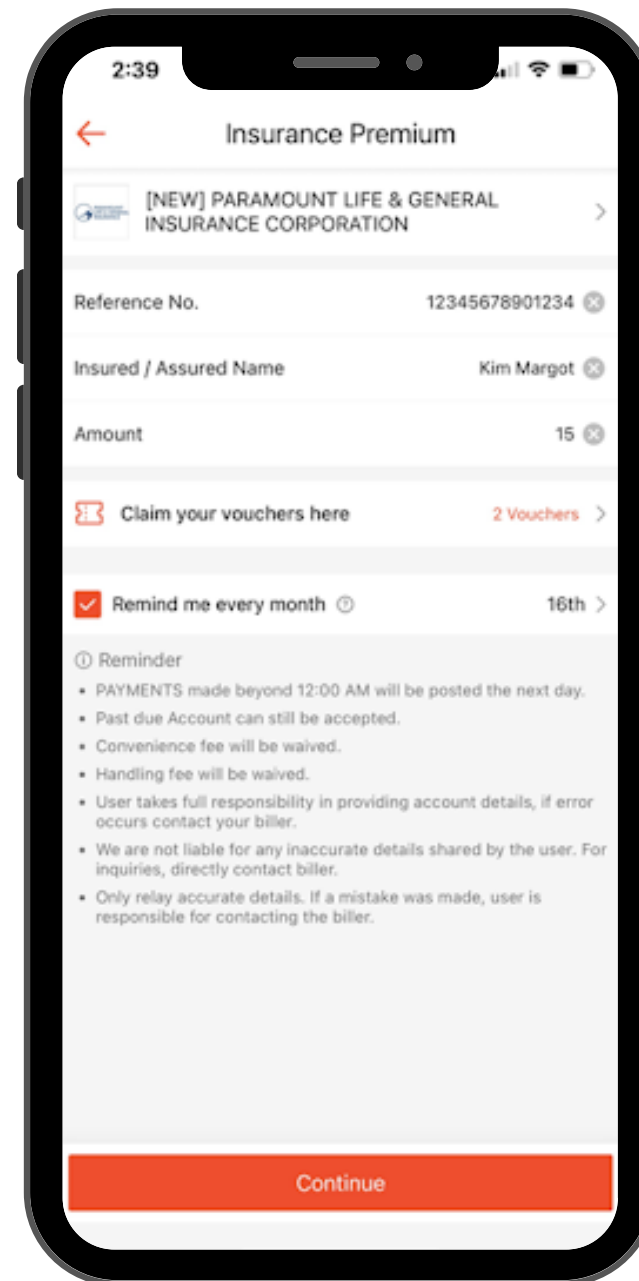 2:39
Insurance Premium
[NEW] PARAMOUNT LIFE & GENERAL
INSURANCE CORPORATION
Reference No. 12345678901234
Insured / Assured Name Kim Margot
Amount 15
Claim your vouchers here 2 Vouchers
Remind me every month 16th
Reminder
• PAYMENTS made beyond 12:00 AM will be posted the next day.
• Past due Account can still be accepted.
• Convenience fee will be waived.
• Handling fee will be waived.
• User takes full responsibility in providing account details, if error
occurs contact your biller.
• We are not liable for any inaccurate details shared by the user. For
inquiries, directly contact biller.
• Only relay accurate details. If a mistake was made, user is
responsible for contacting the biller.
Continue